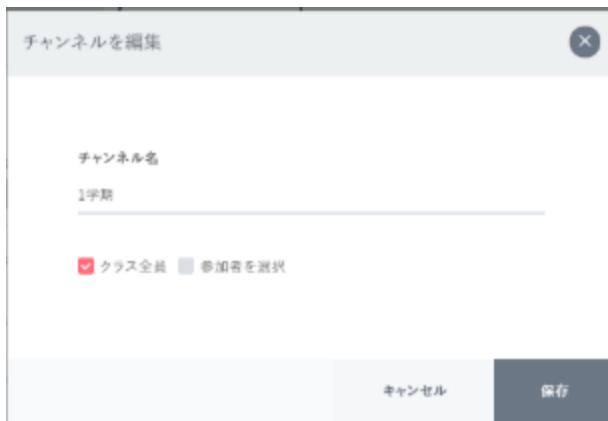 チャンネルを編集
チャンネル名
1学期
クラス全員 参加者を選択
キャンセル 保存